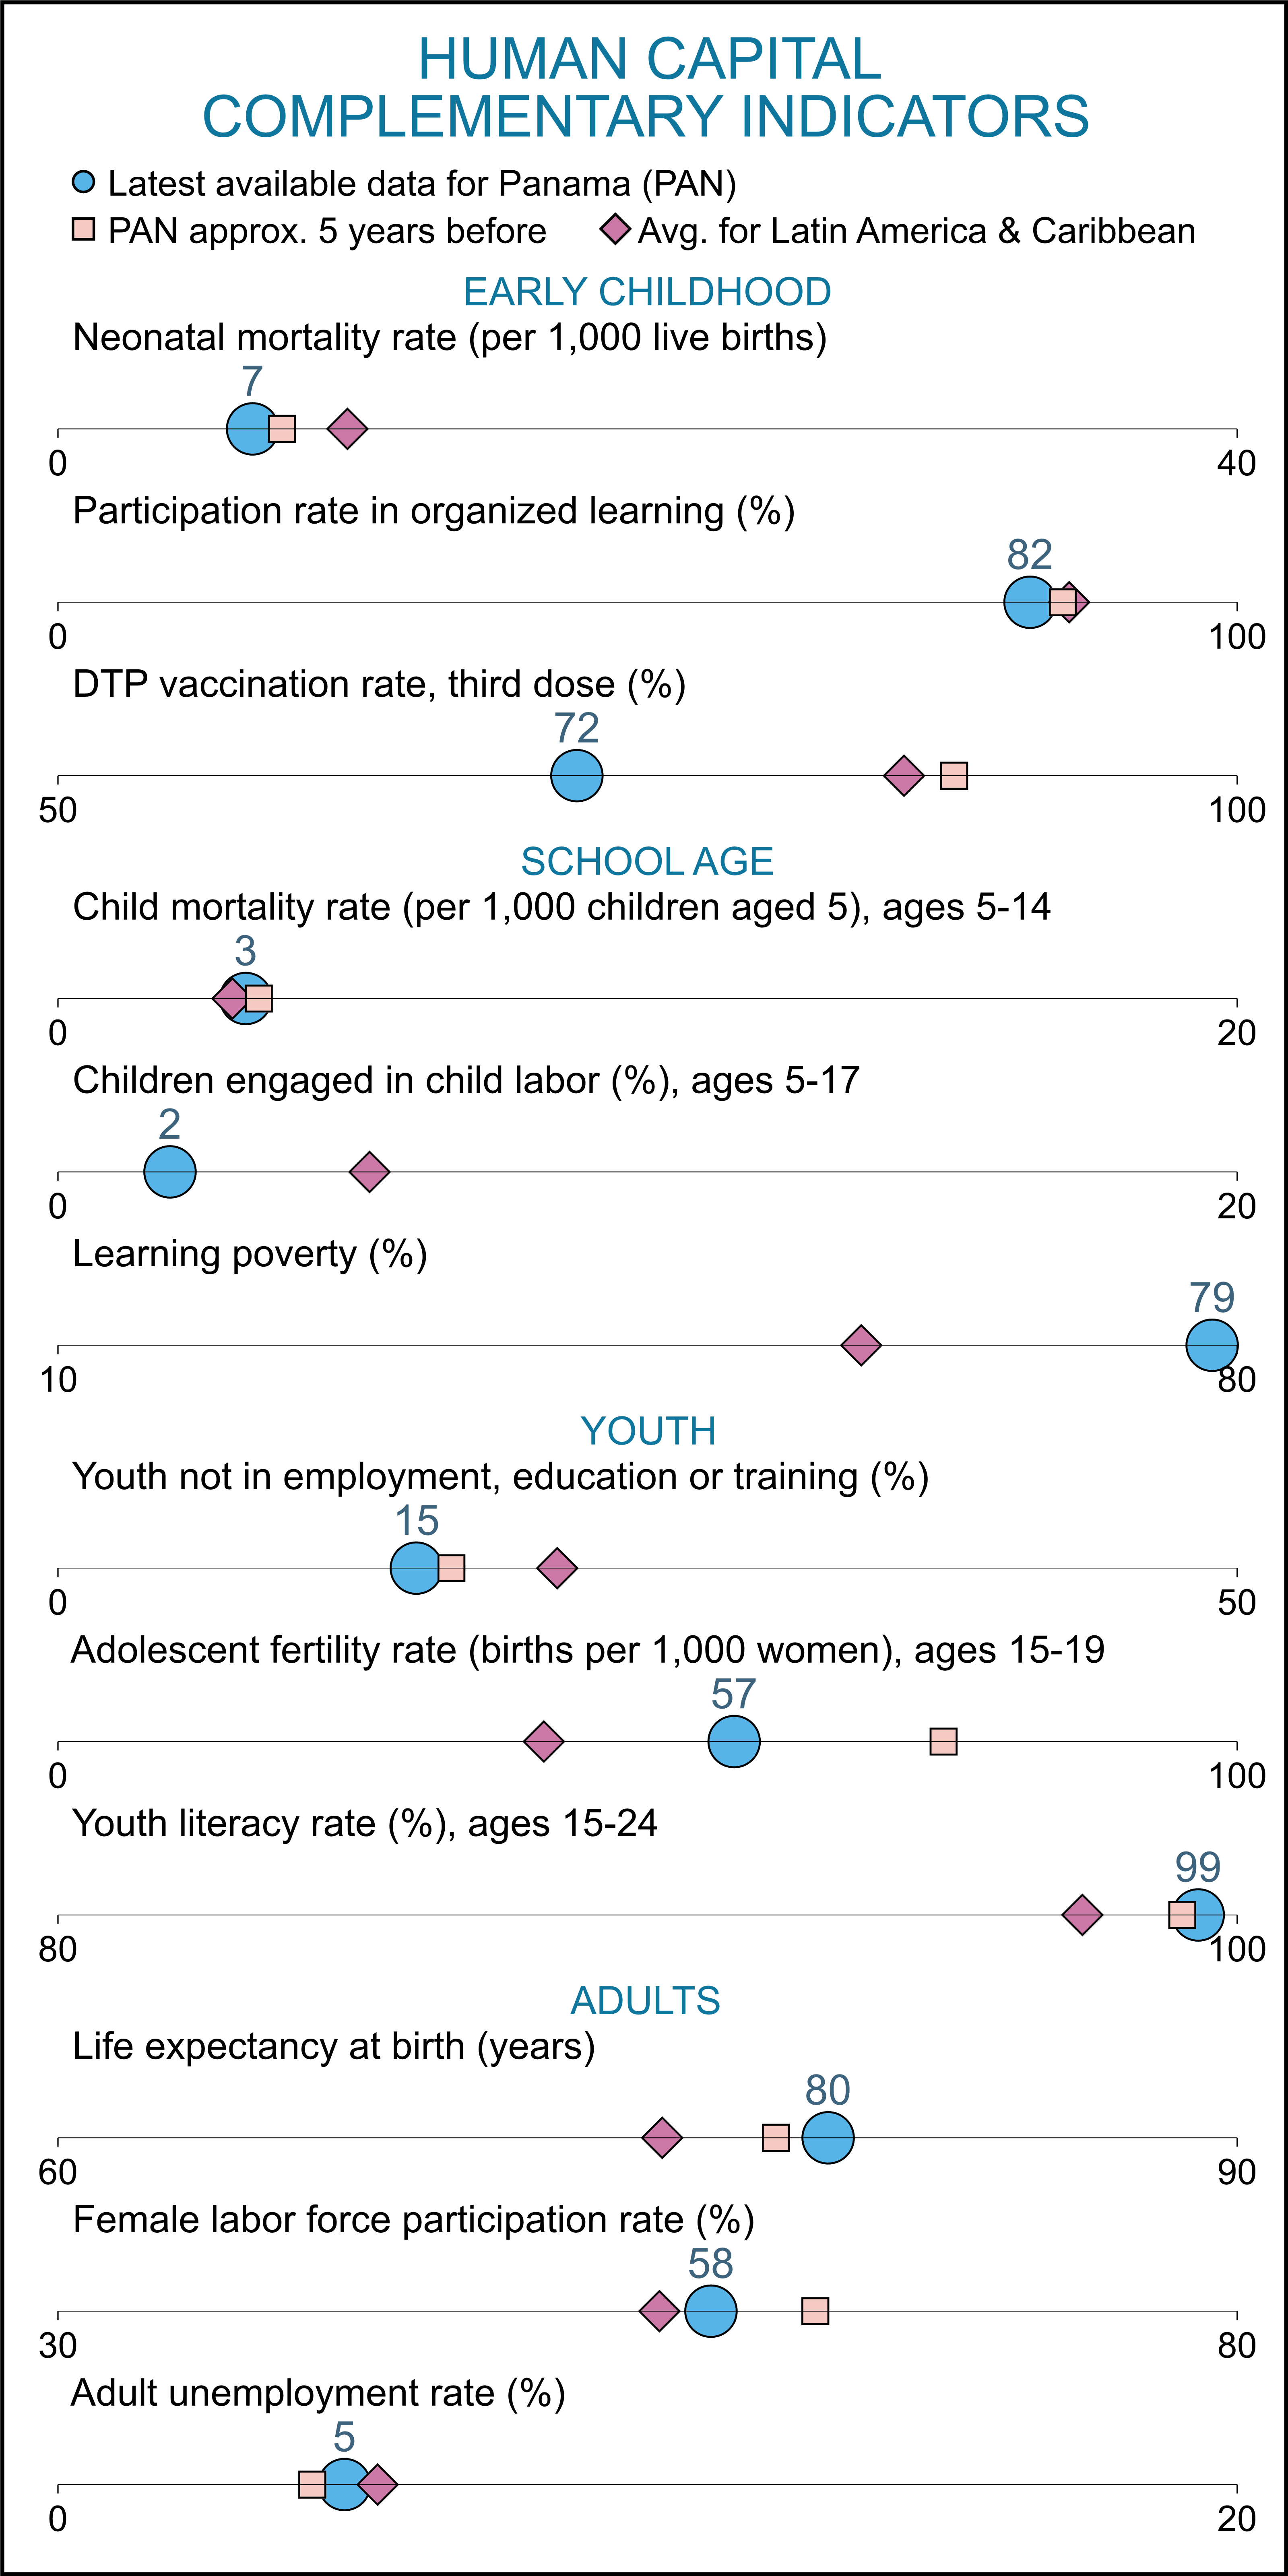 HUMAN CAPITAL
COMPLEMENTARY INDICATORS
Latest available data for Panama (PAN)
PAN approx. 5 years before Avg. for Latin America & Caribbean
EARLY CHILDHOOD
Neonatal mortality rate (per 1,000 live births)
7
0 40
Participation rate in organized learning (%)
82
0 100
DTP vaccination rate, third dose (%)
72
50 100
SCHOOL AGE
Child mortality rate (per 1,000 children aged 5), ages 5-14
3
0 20
Children engaged in child labor (%), ages 5-17
2
0 20
Learning poverty (%)
79
10 80
YOUTH
Youth not in employment, education or training (%)
15
0 50
Adolescent fertility rate (births per 1,000 women), ages 15-19
57
0 100
Youth literacy rate (%), ages 15-24
99
80 100
ADULTS
Life expectancy at birth (years)
80
60 90
Female labor force participation rate (%)
58
30 80
Adult unemployment rate (%)
5
0 20